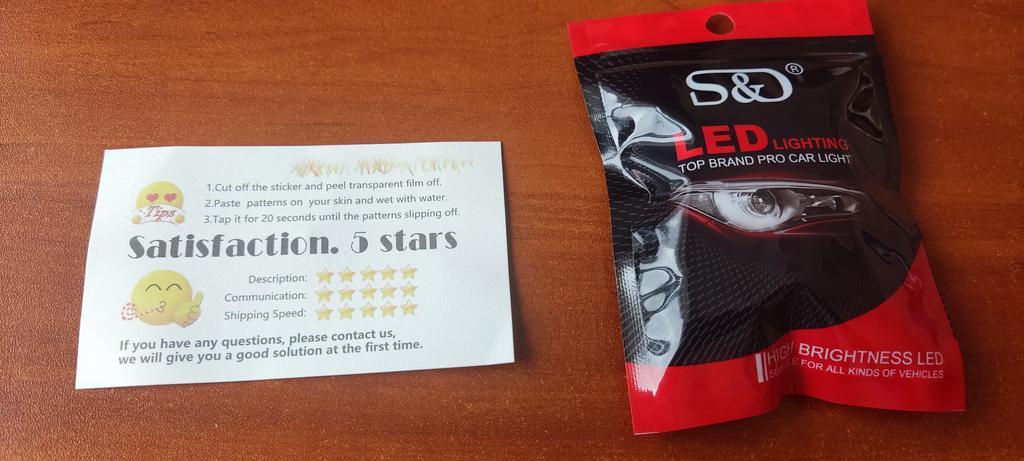 Tips
1.Cut off the sticker and peel transparent film off.
2.Paste patterns on your skin and wet with water.
3.Tap it for 20 seconds until the patterns slipping off.
Satisfaction. 5 stars
Description:
Communication:
Shipping Speed:
If you have any questions, please contact us,
we will give you a good solution at the first time.
S&D®
LED LIGHTING
TOP BRAND PRO CAR LIGHT
HIGH BRIGHTNESS LED
FOR ALL KINDS OF VEHICLES